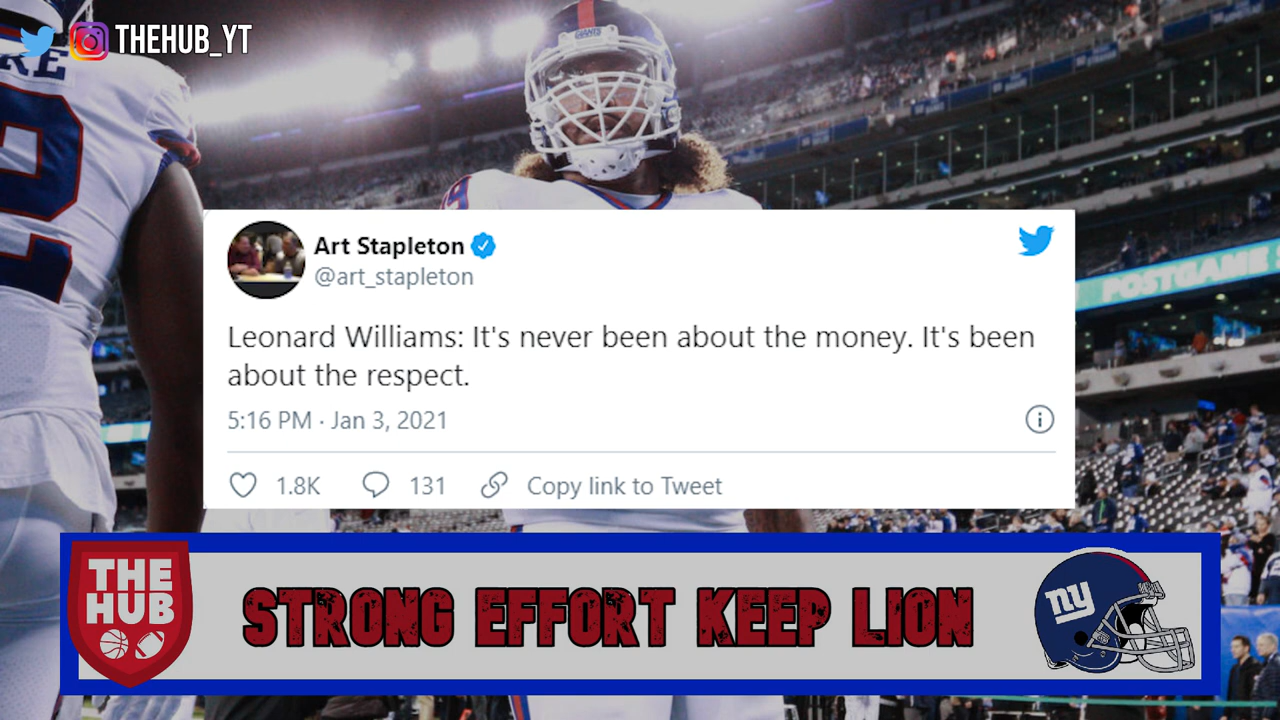 THEHUB_YT
GIANTS
POSTGAME
Art Stapleton
@art_stapleton
Leonard Williams: It's never been about the money. It's been
about the respect.
5:16 PM · Jan 3, 2021
1.8K 131 Copy link to Tweet
THE
HUB
STRONG EFFORT KEEP LION
ny